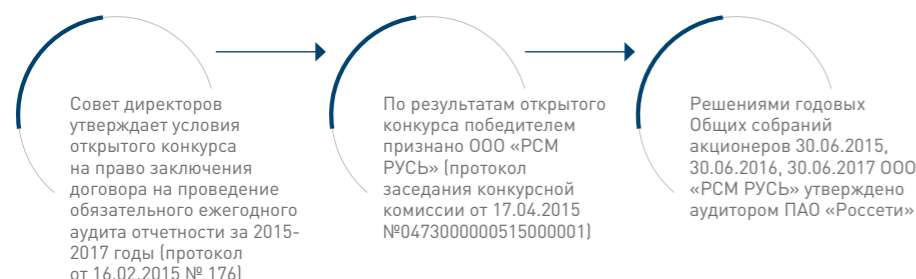 Совет директоров
утверждает условия
открытого конкурса
на право заключения
договора на проведение
обязательного ежегодного
аудита отчетности за 2015-
2017 годы (протокол
от 16.02.2015 № 176)
По результатам открытого
конкурса победителем
признано ООО «РСМ
РУСЬ» (протокол
заседания конкурсной
комиссии от 17.04.2015
№0473000000515000001)
Решениями годовых
Общих собраний
акционеров 30.06.2015,
30.06.2016, 30.06.2017 ООО
«РСМ РУСЬ» утверждено
аудитором ПАО «Россети»